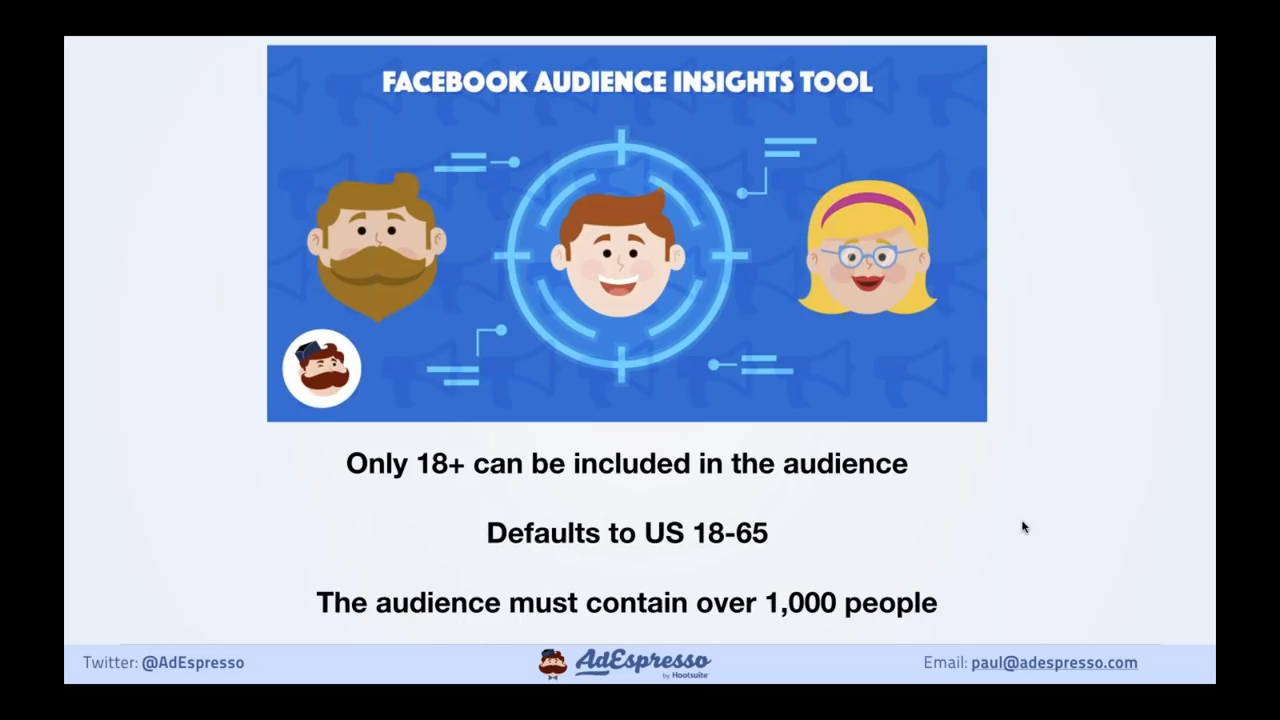 FACEBOOK AUDIENCE INSIGHTS TOOL
Only 18+ can be included in the audience
Defaults to US 18-65
The audience must contain over 1,000 people
Twitter: @AdEspresso
AdEspresso
by Hootsuite
Email: paul@adespresso.com